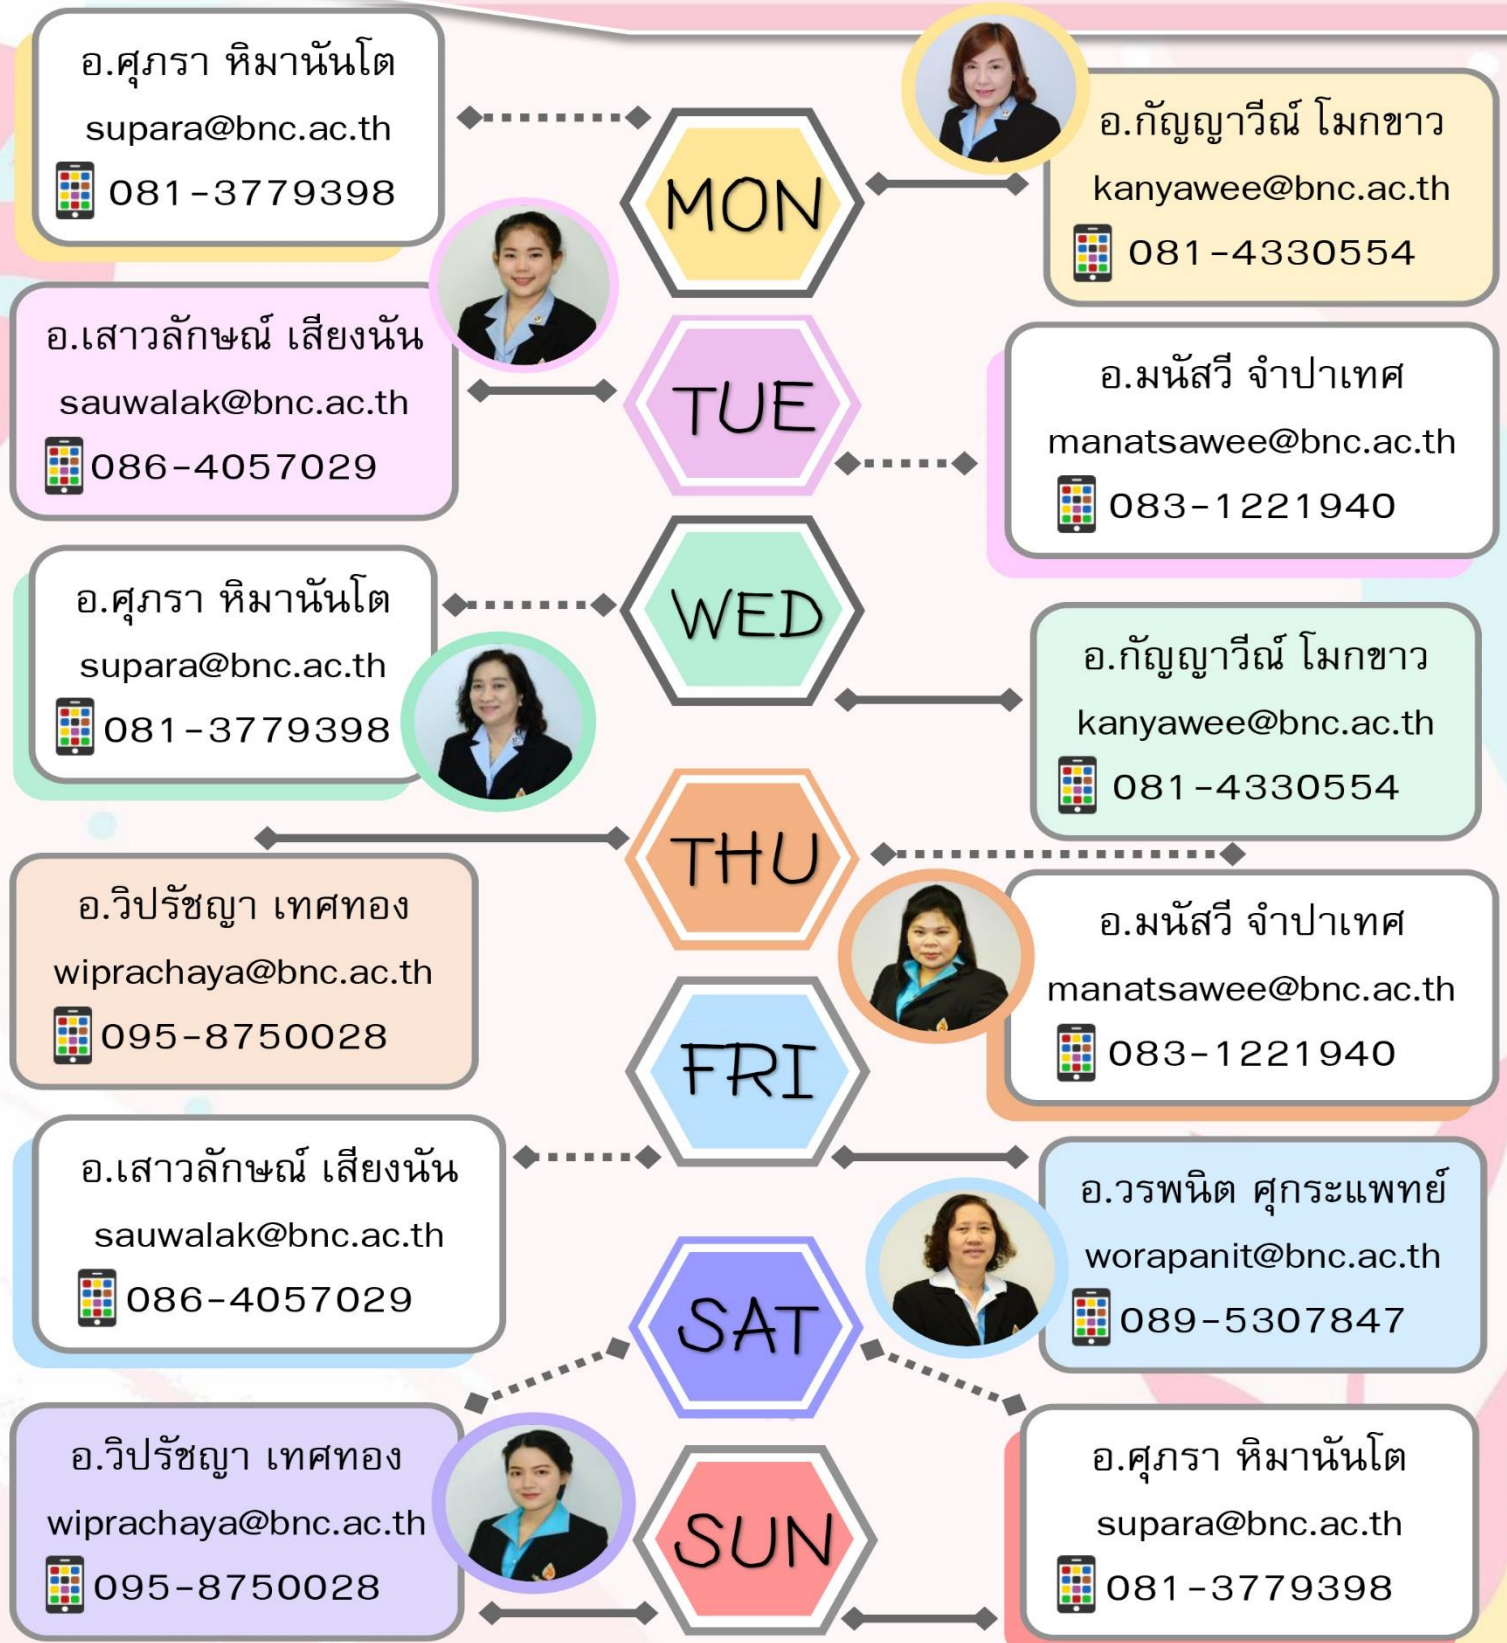 อ.ศุภรา หิมานันโต
supara@bnc.ac.th
081-3779398
MON
อ.กัญญาวีณ์ โมกขาว
kanyawee@bnc.ac.th
081-4330554
อ.เสาวลักษณ์ เสียงนัน
sauwalak@bnc.ac.th
086-4057029
TUE
อ.มนัสวี จำปาเทศ
manatsawee@bnc.ac.th
083-1221940
อ.ศุภรา หิมานันโต
supara@bnc.ac.th
081-3779398
WED
อ.กัญญาวีณ์ โมกขาว
kanyawee@bnc.ac.th
081-4330554
อ.วิปรัชญา เทศทอง
wiprachaya@bnc.ac.th
095-8750028
THU
อ.มนัสวี จำปาเทศ
manatsawee@bnc.ac.th
083-1221940
อ.เสาวลักษณ์ เสียงนัน
sauwalak@bnc.ac.th
086-4057029
FRI
อ.วรพนิต ศุกระแพทย์
worapanit@bnc.ac.th
089-5307847
SAT
อ.วิปรัชญา เทศทอง
wiprachaya@bnc.ac.th
095-8750028
SUN
อ.ศุภรา หิมานันโต
supara@bnc.ac.th
081-3779398